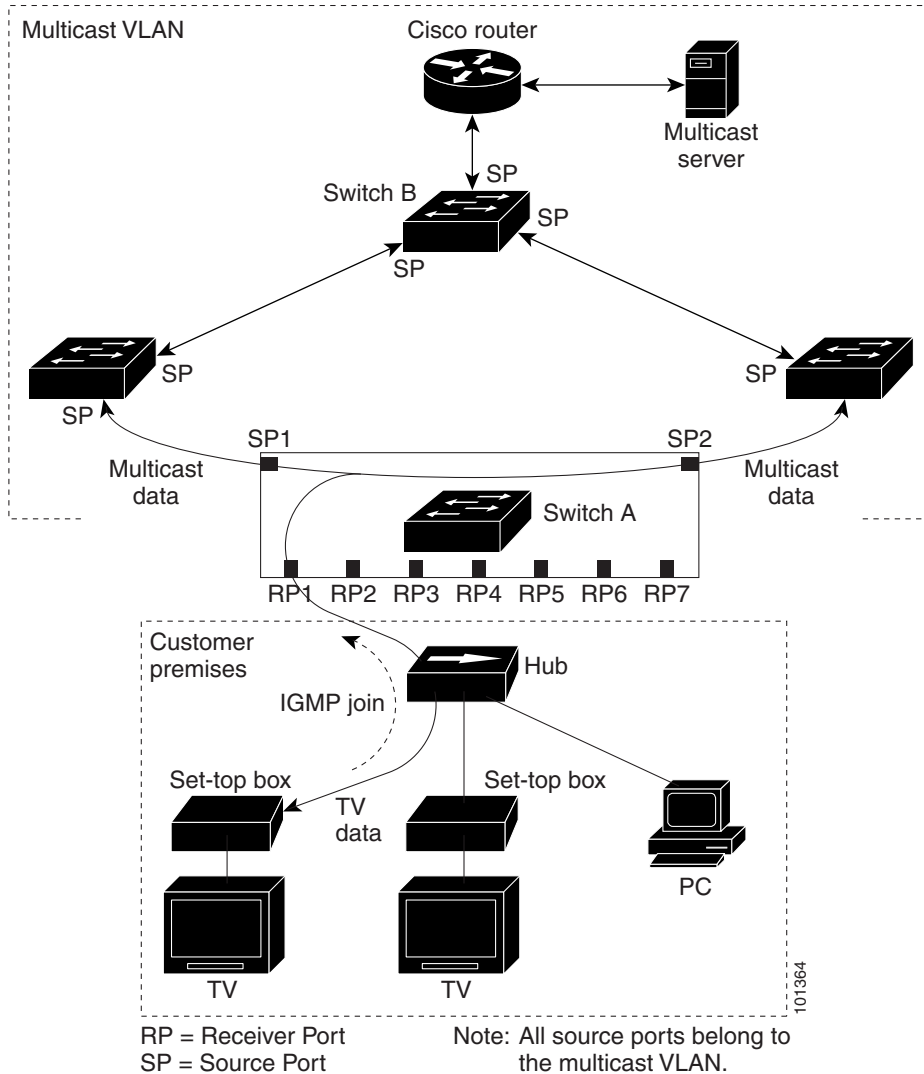 Multicast VLAN
Cisco router
Multicast
server
SP
Switch B
SP
SP
SP
SP
SP
SP1
SP2
Multicast
data
Multicast
data
Switch A
RP1 RP2 RP3 RP4 RP5 RP6 RP7
Customer
premises
Hub
IGMP join
Set-top box
Set-top box
TV
data
PC
TV
TV
101364
RP = Receiver Port
SP = Source Port
Note: All source ports belong to
the multicast VLAN.